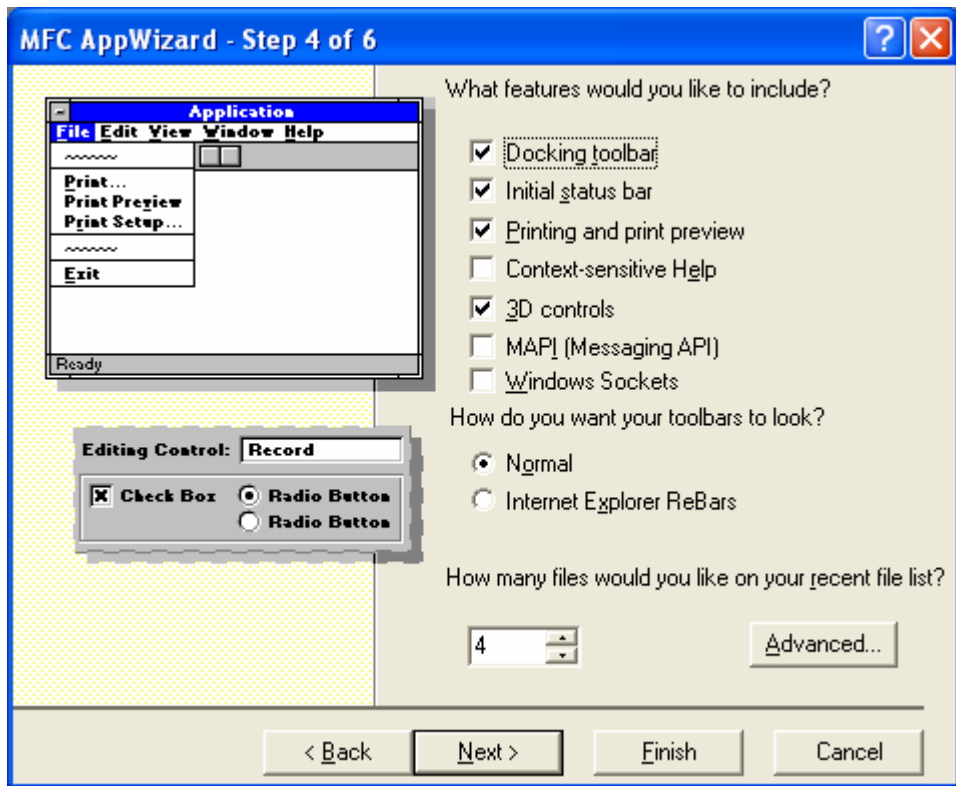 MFC AppWizard - Step 4 of 6
Application
File Edit View Window Help
Print...
Print Preview
Print Setup...
Exit
Ready
Editing Control: Record
Check Box Radio Button
Radio Button
What features would you like to include?
Docking toolbar
Initial status bar
Printing and print preview
Context-sensitive Help
3D controls
MAPI (Messaging API)
Windows Sockets
How do you want your toolbars to look?
Normal
Internet Explorer ReBars
How many files would you like on your recent file list?
4 Advanced...
< Back Next > Finish Cancel